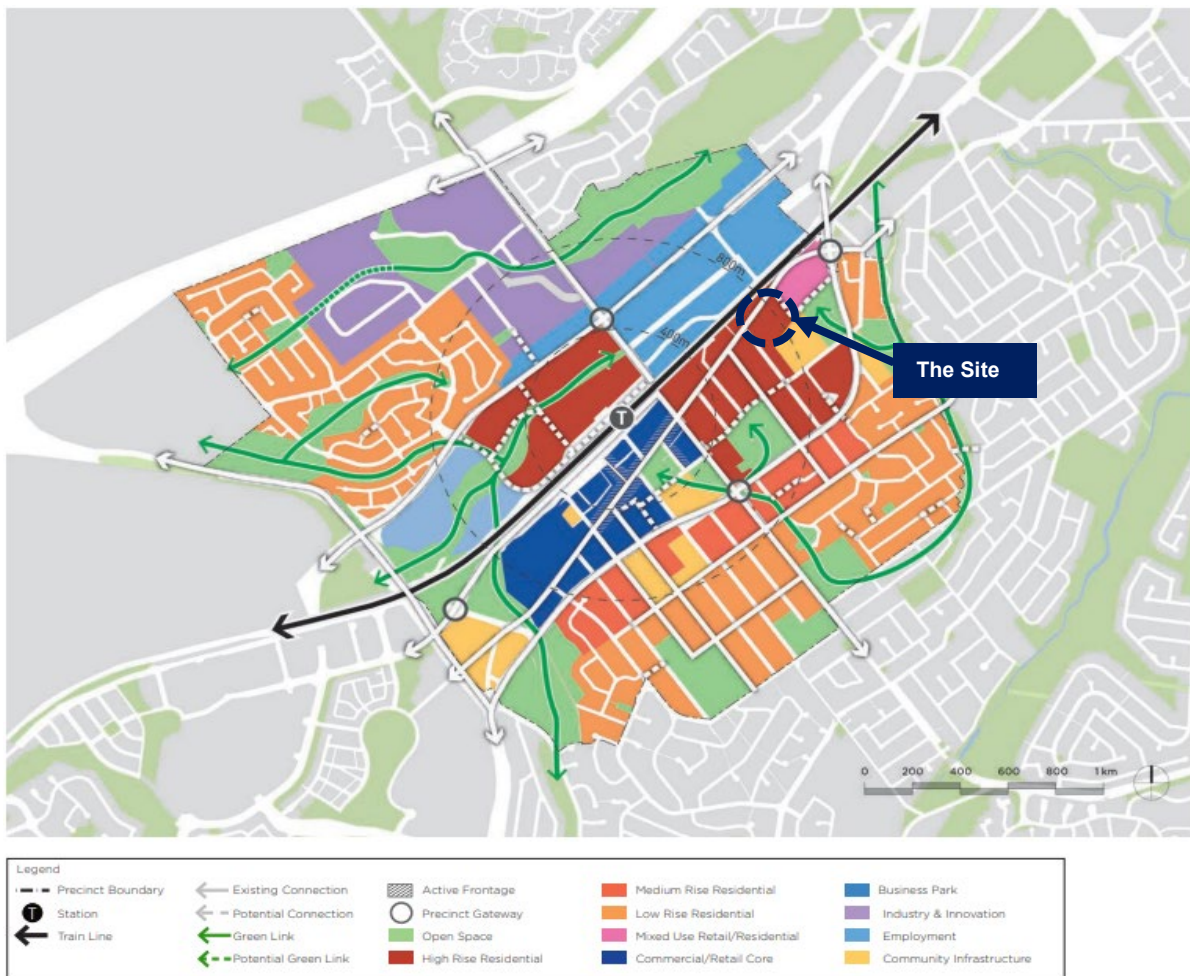 800m
400m
The Site
T
0 200 400 600 800 1km
Legend
Precinct Boundary
T Station
Train Line
Existing Connection
Potential Connection
Green Link
Potential Green Link
Active Frontage
Precinct Gateway
Open Space
High Rise Residential
Medium Rise Residential
Low Rise Residential
Mixed Use Retail/Residential
Commercial/Retail Core
Business Park
Industry & Innovation
Employment
Community Infrastructure